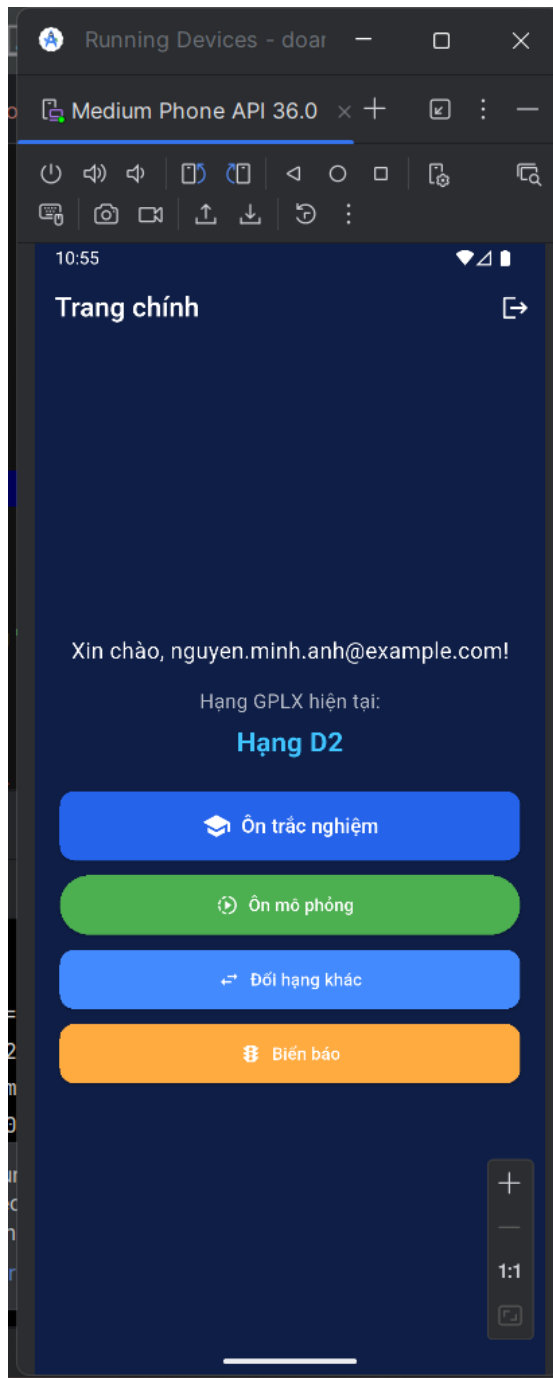 Running Devices - doar
Medium Phone API 36.0
10:55
Trang chính
Xin chào, nguyen.minh.anh@example.com!
Hạng GPLX hiện tại:
Hạng D2
Ôn trắc nghiệm
Ôn mô phỏng
Đổi hạng khác
Biển báo
1:1